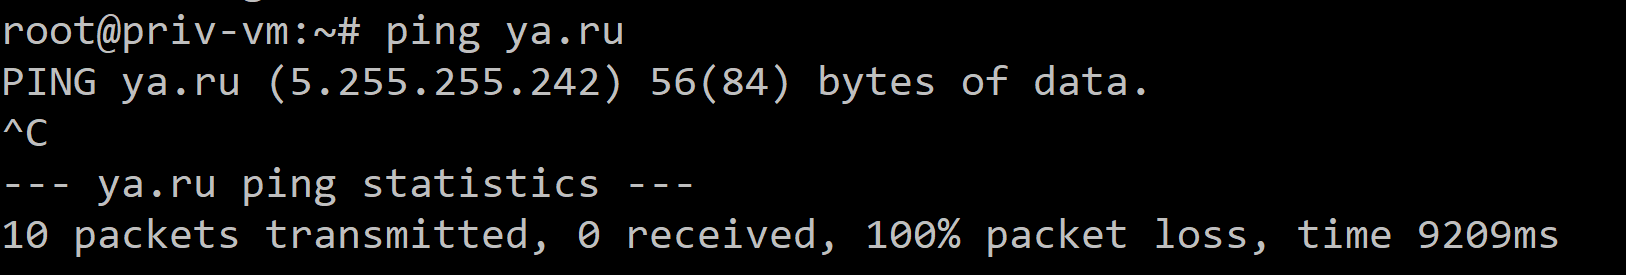 root@priv-vm:~# ping ya.ru
PING ya.ru (5.255.255.242) 56(84) bytes of data.
^C
--- ya.ru ping statistics ---
10 packets transmitted, 0 received, 100% packet loss, time 9209ms